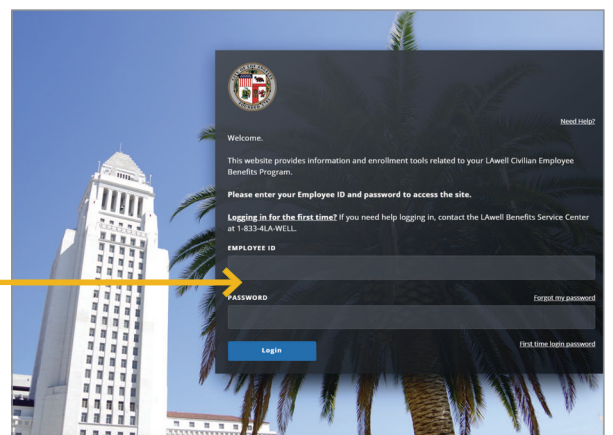 Need Help?
Welcome.
This website provides information and enrollment tools related to your LAwell Civilian Employee
Benefits Program.
Please enter your Employee ID and password to access the site.
Logging in for the first time? If you need help logging in, contact the LAwell Benefits Service Center
at 1-833-4LA-WELL.
EMPLOYEE ID
PASSWORD
Forgot my password
Login
First time login password